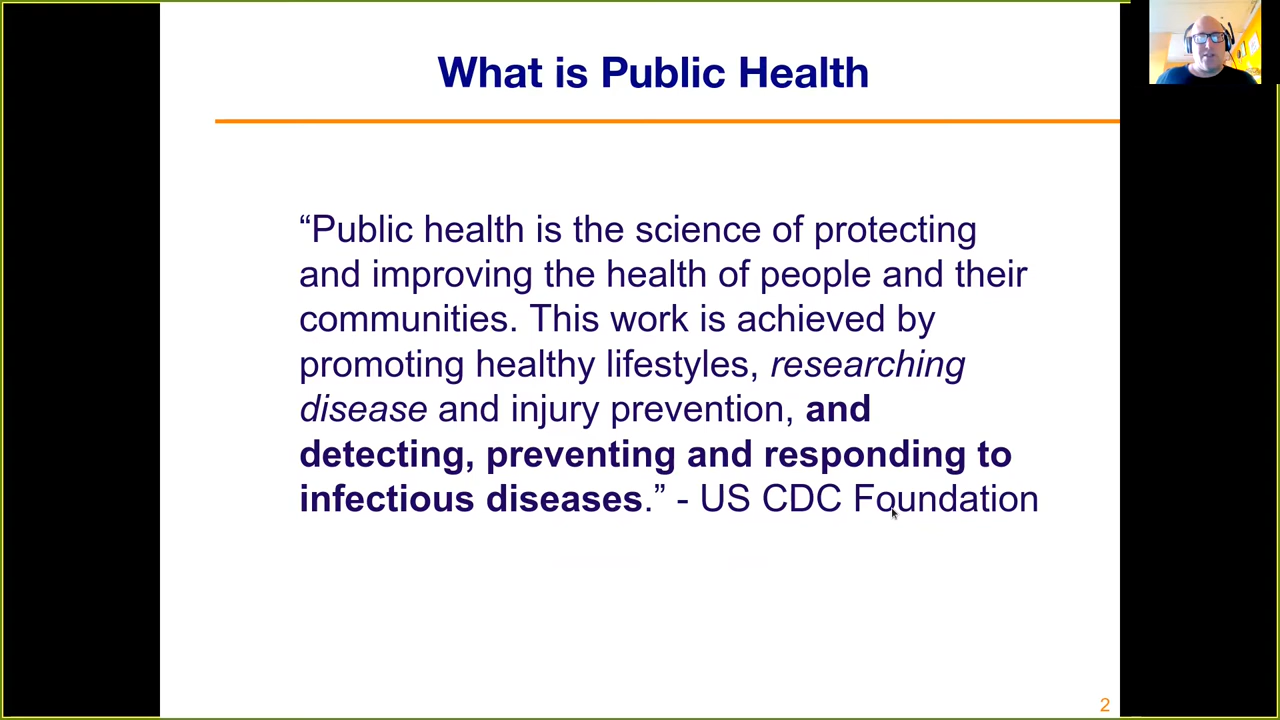 What is Public Health
“Public health is the science of protecting
and improving the health of people and their
communities. This work is achieved by
promoting healthy lifestyles, researching
disease and injury prevention, and
detecting, preventing and responding to
infectious diseases.” - US CDC Foundation
2